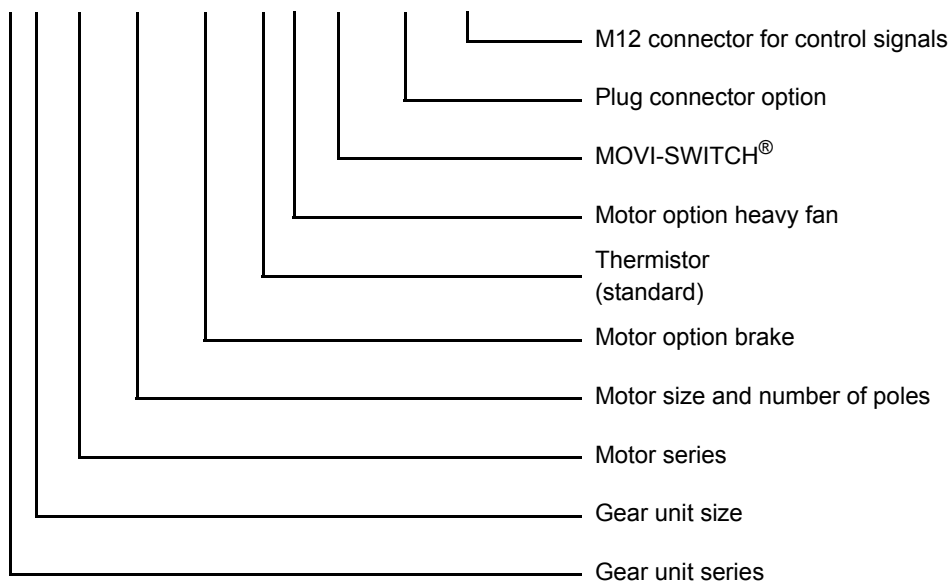 M12 connector for control signals
Plug connector option
MOVI-SWITCH®
Motor option heavy fan
Thermistor
(standard)
Motor option brake
Motor size and number of poles
Motor series
Gear unit size
Gear unit series